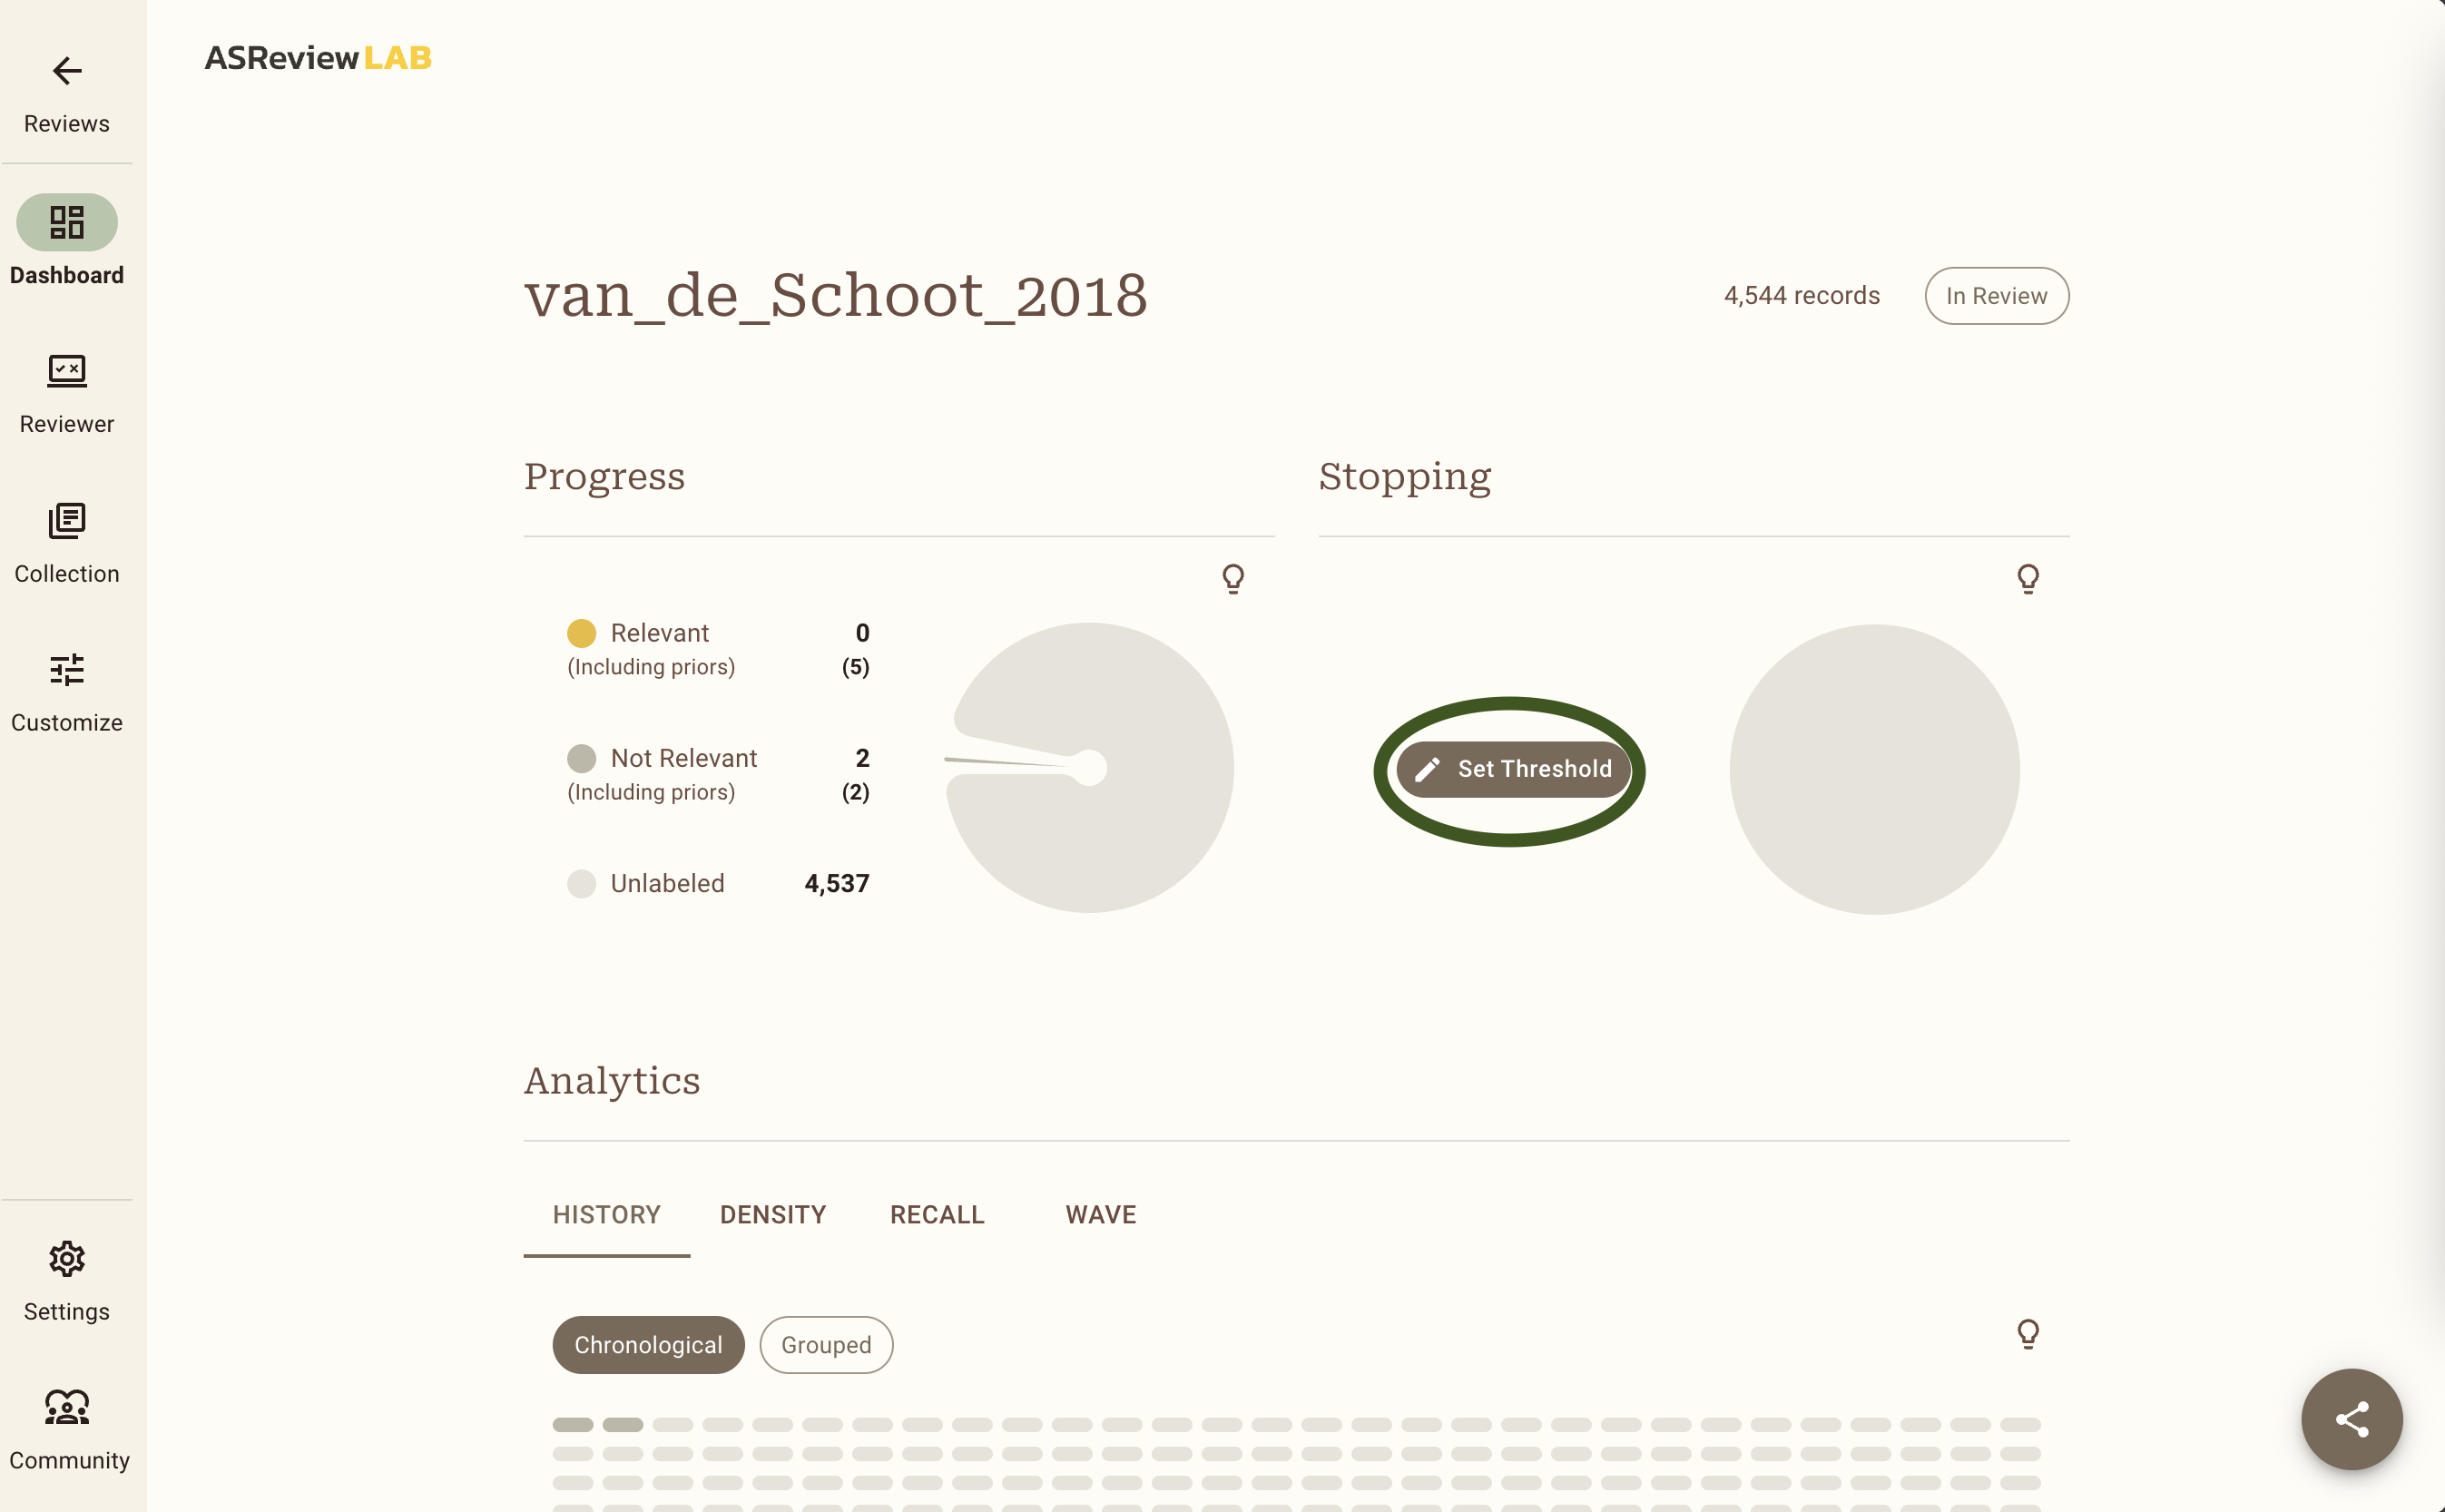 ASReview LAB
Reviews
Dashboard
Reviewer
Collection
Customize
Settings
Community
van_de_Schoot_2018
4,544 records
In Review
Progress
Relevant 0
(Including priors) (5)
Not Relevant 2
(Including priors) (2)
Unlabeled 4,537
Stopping
Set Threshold
Analytics
HISTORY DENSITY RECALL WAVE
Chronological Grouped